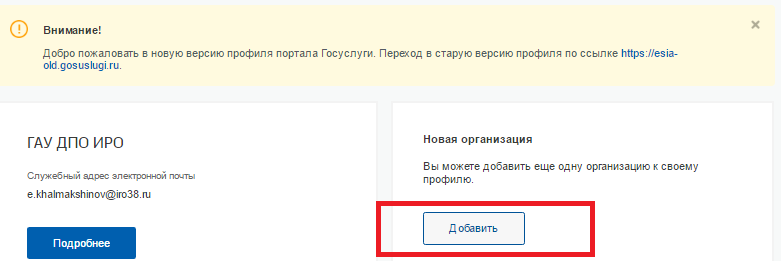 Внимание!
Добро пожаловать в новую версию профиля портала Госуслуги. Переход в старую версию профиля по ссылке https://esia-
old.gosuslugi.ru.
ГАУ ДПО ИРО
Служебный адрес электронной почты
e.khalmakshinov@iro38.ru
Подробнее
Новая организация
Вы можете добавить еще одну организацию к своему
профилю.
Добавить